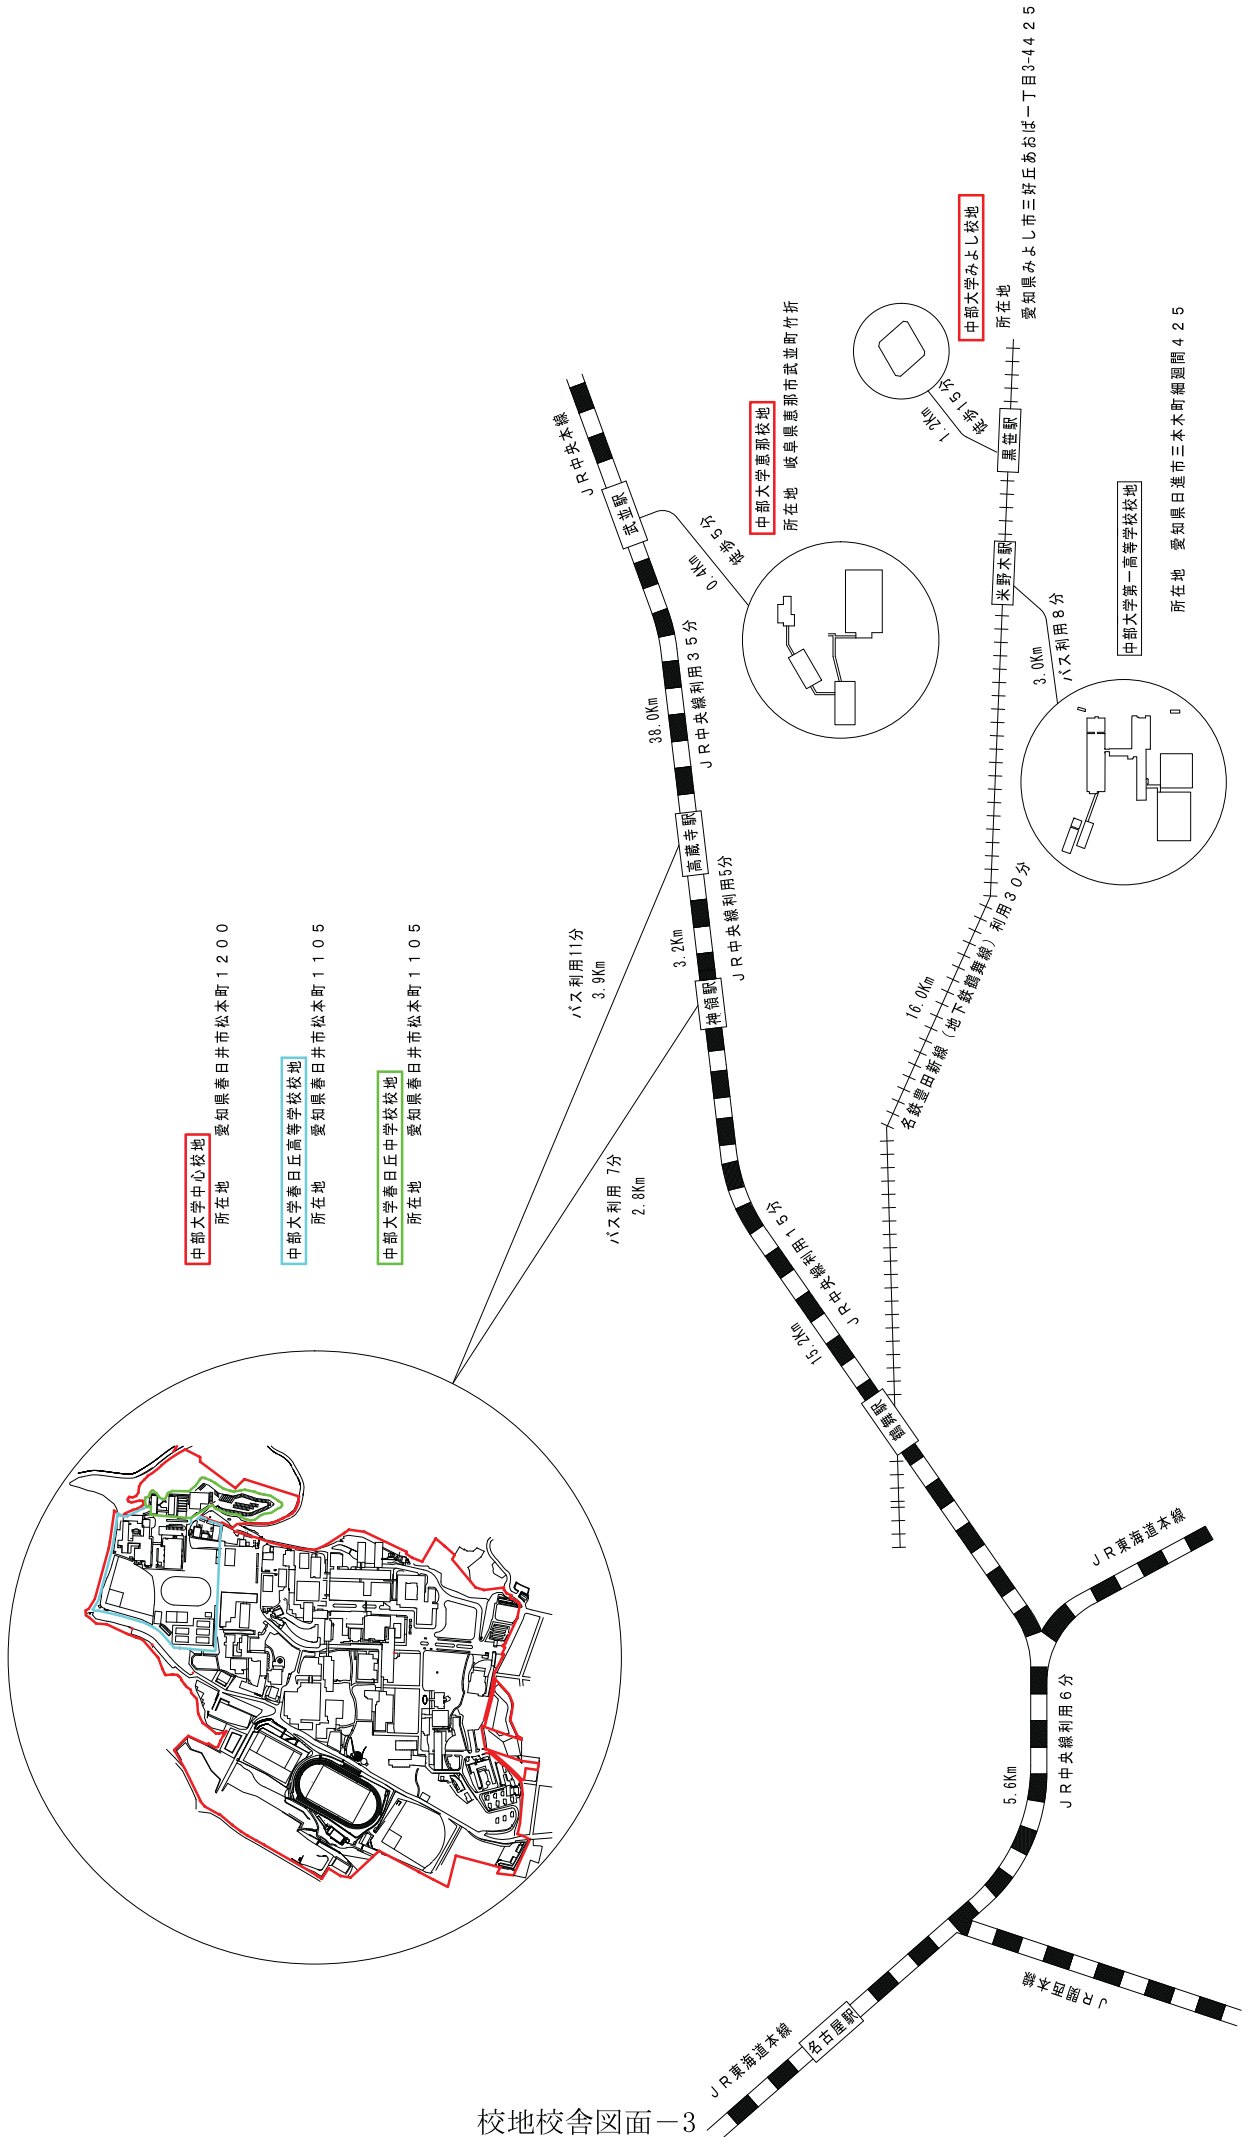 中部大学中心校地
所在地　愛知県春日井市松本町１２００
中部大学春日丘高等学校校地
所在地　愛知県春日井市松本町１１０５
中部大学春日丘中学校校地
所在地　愛知県春日井市松本町１１０５
バス利用11分
3.9Km
バス利用 7分
2.8Km
ＪＲ中央本線
武並駅
0.4Km
徒歩５分
中部大学恵那校地
所在地　岐阜県恵那市武並町竹折
38.0Km
ＪＲ中央線利用３５分
高蔵寺駅
3.2Km
ＪＲ中央線利用5分
神領駅
15.2Km
ＪＲ中央線利用１５分
鶴舞駅
中部大学みよし校地
所在地
愛知県みよし市三好丘あおば一丁目3-4４２５
1.2Km
徒歩１５分
黒笹駅
米野木駅
3.0Km
バス利用８分
中部大学第一高等学校校地
所在地　愛知県日進市三本木町細廻間４２５
16.0Km
名鉄豊田新線（地下鉄鶴舞線）利用３０分
ＪＲ東海道本線
5.6Km
ＪＲ中央線利用６分
ＪＲ関西本線
名古屋駅
ＪＲ東海道本線
校地校舎図面－3